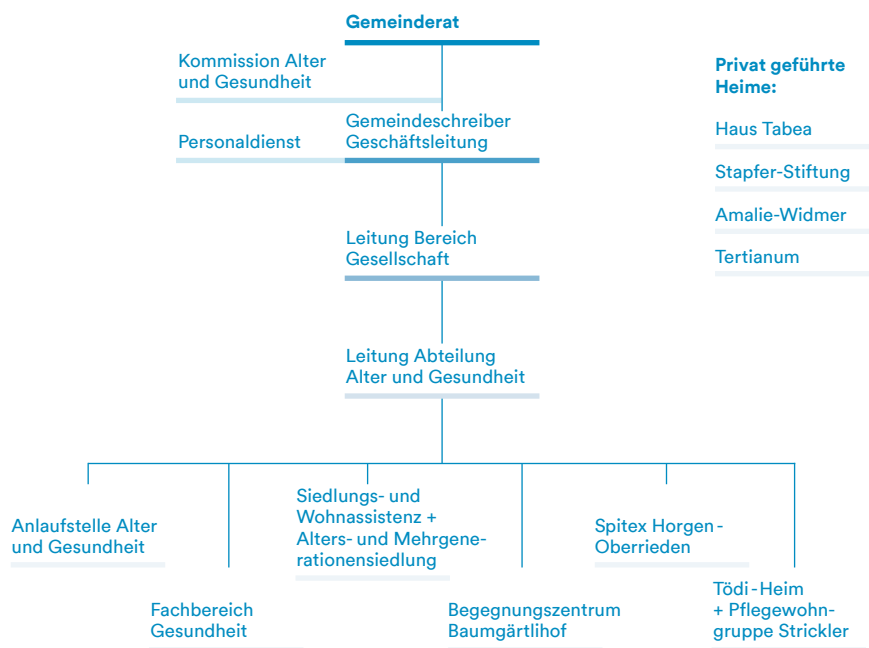 Gemeinderat
Kommission Alter
und Gesundheit
Personaldienst
Gemeindeschreiber
Geschäftsleitung
Leitung Bereich
Gesellschaft
Leitung Abteilung
Alter und Gesundheit
Privat geführte
Heime:
Haus Tabea
Stapfer-Stiftung
Amalie-Widmer
Tertianum
Anlaufstelle Alter
und Gesundheit
Fachbereich
Gesundheit
Siedlungs- und
Wohnassistenz +
Alters- und Mehrgene-
rationensiedlung
Begegnungszentrum
Baumgärtlihof
Spitex Horgen-
Oberrieden
Tödi-Heim
+ Pflegewohn-
gruppe Strickler